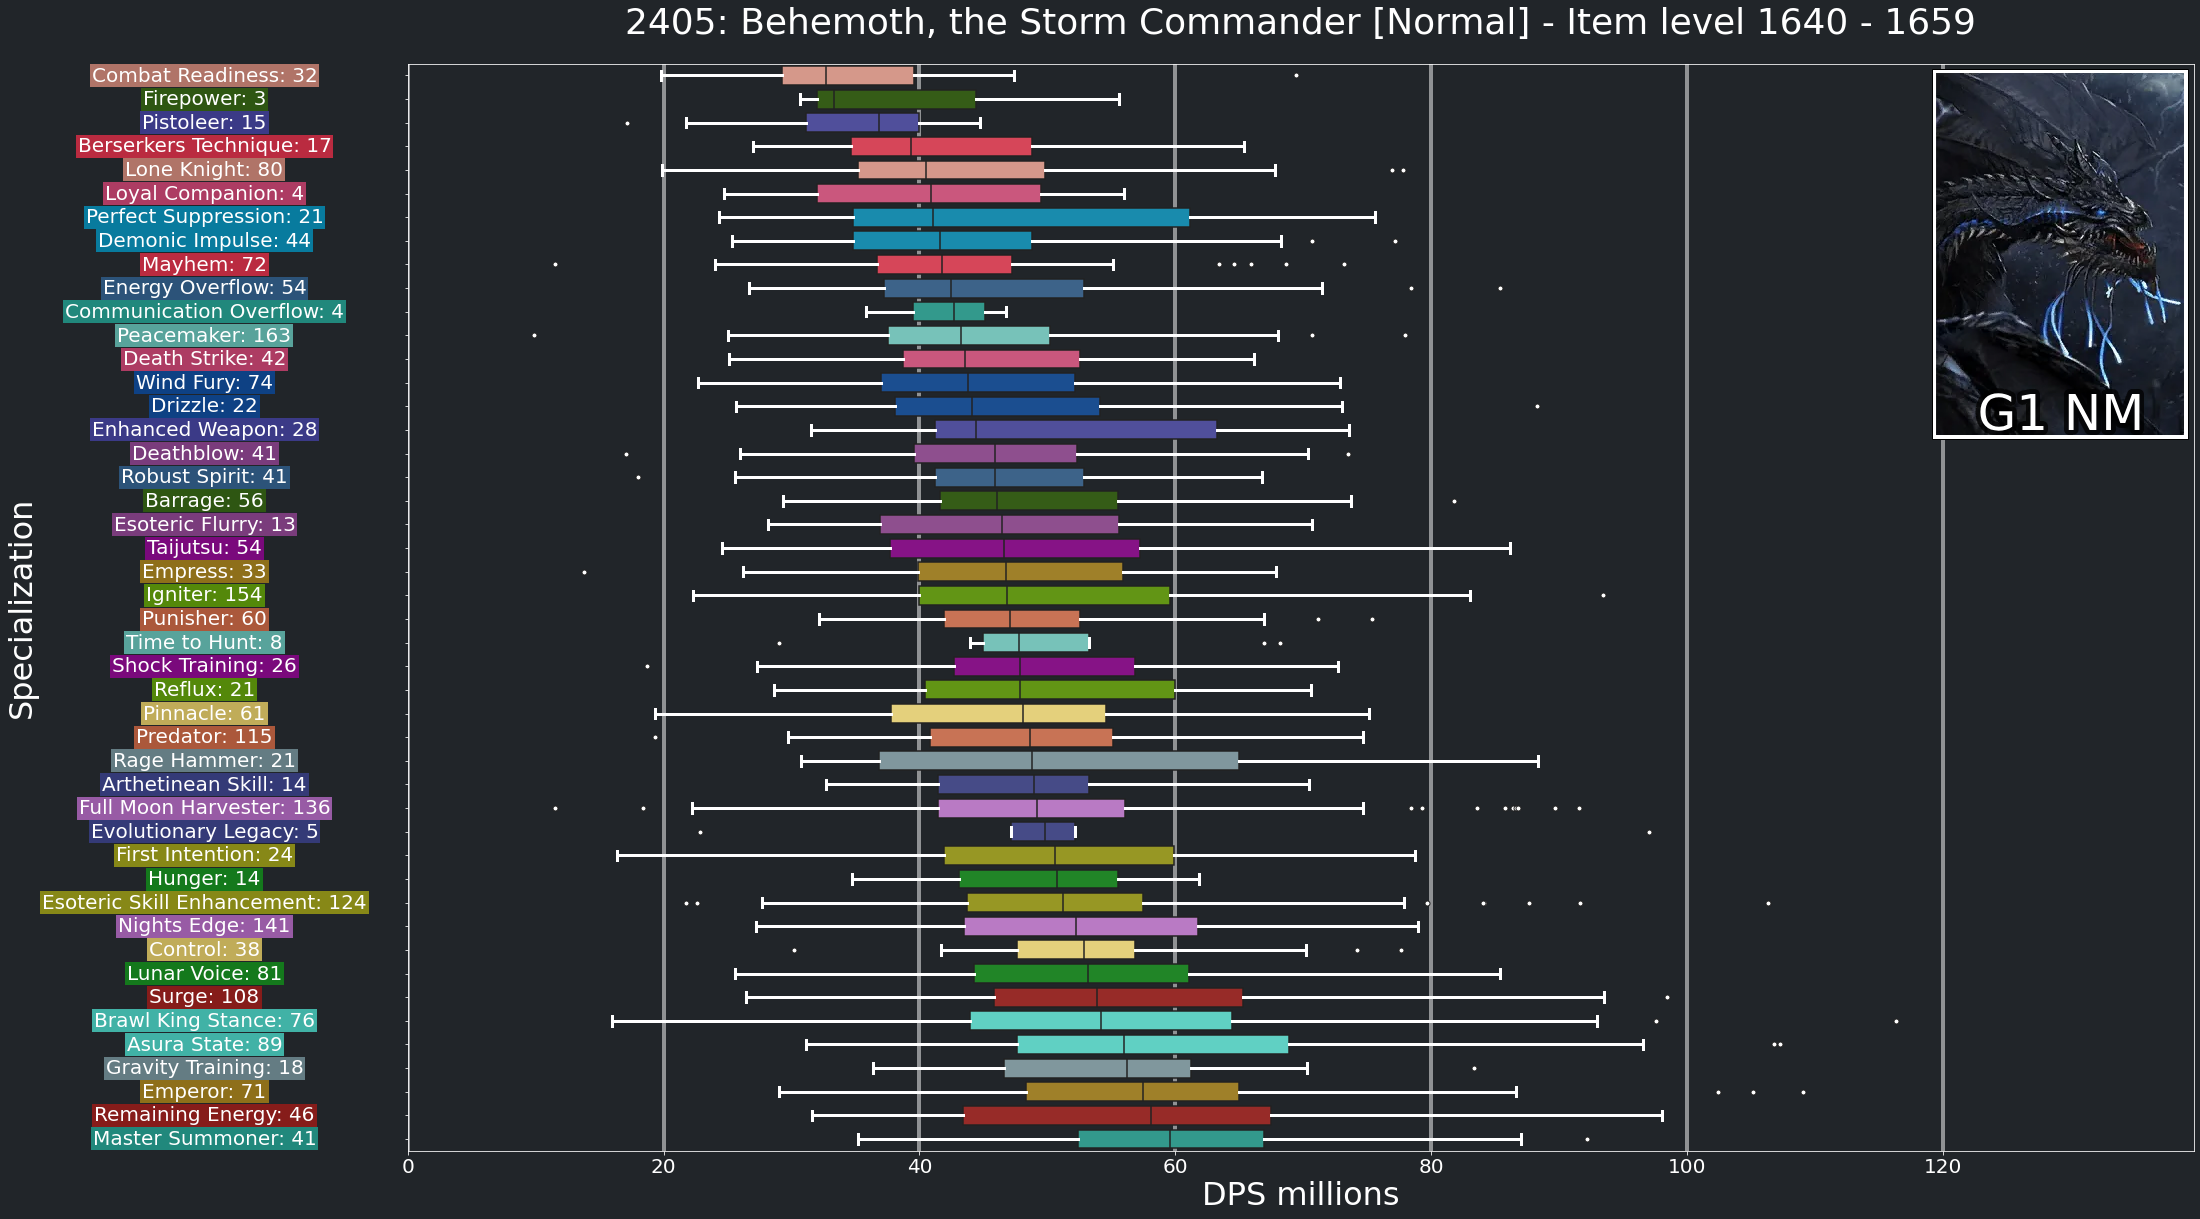 2405: Behemoth, the Storm Commander [Normal] - Item level 1640 - 1659
Combat Readiness: 32
Firepower: 3
Pistoleer: 15
Berserkers Technique: 17
Lone Knight: 80
Loyal Companion: 4
Perfect Suppression: 21
Demonic Impulse: 44
Mayhem: 72
Energy Overflow: 54
Communication Overflow: 4
Peacemaker: 163
Death Strike: 42
Wind Fury: 74
Drizzle: 22
Enhanced Weapon: 28
Deathblow: 41
Robust Spirit: 41
Barrage: 56
Esoteric Flurry: 13
Taijutsu: 54
Empress: 33
Igniter: 154
Punisher: 60
Time to Hunt: 8
Shock Training: 26
Reflux: 21
Pinnacle: 61
Predator: 115
Rage Hammer: 21
Arthetinean Skill: 14
Full Moon Harvester: 136
Evolutionary Legacy: 5
First Intention: 24
Hunger: 14
Esoteric Skill Enhancement: 124
Nights Edge: 141
Control: 38
Lunar Voice: 81
Surge: 108
Brawl King Stance: 76
Asura State: 89
Gravity Training: 18
Emperor: 71
Remaining Energy: 46
Master Summoner: 41
Specialization
G1 NM
0 20 40 60 80 100 120
DPS millions